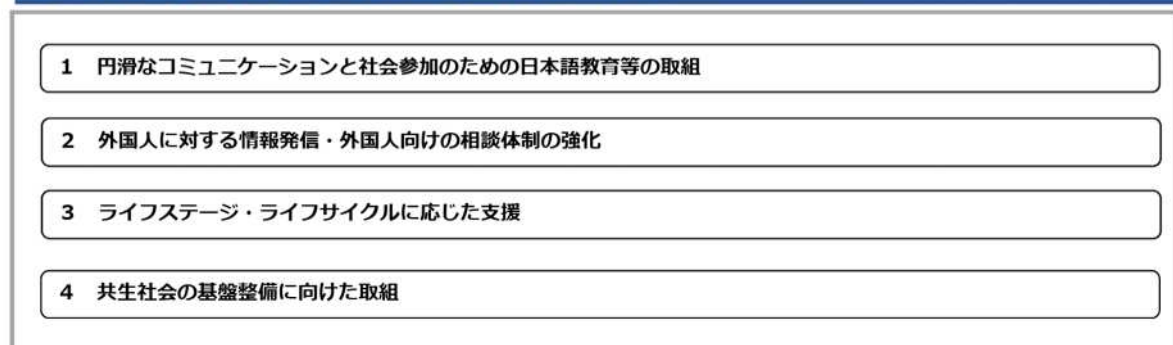 1 円滑なコミュニケーションと社会参加のための日本語教育等の取組
2 外国人に対する情報発信・外国人向けの相談体制の強化
3 ライフステージ・ライフサイクルに応じた支援
4 共生社会の基盤整備に向けた取組